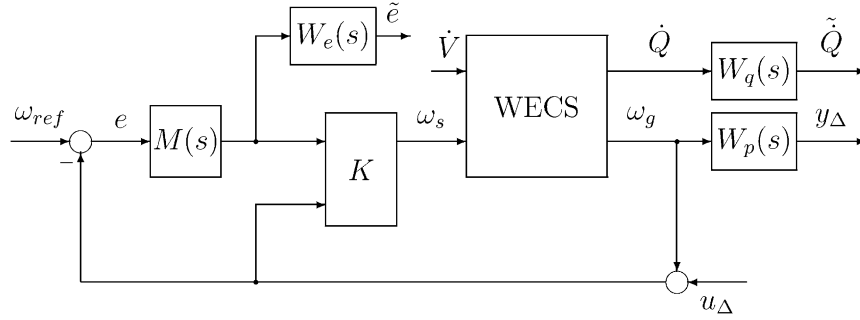 W_e(s)
ẽ
V̇
Q̇
W_q(s)
Q̇̃
ω_ref
e
M(s)
K
ω_s
WECS
ω_g
W_p(s)
y_Δ
−
u_Δ